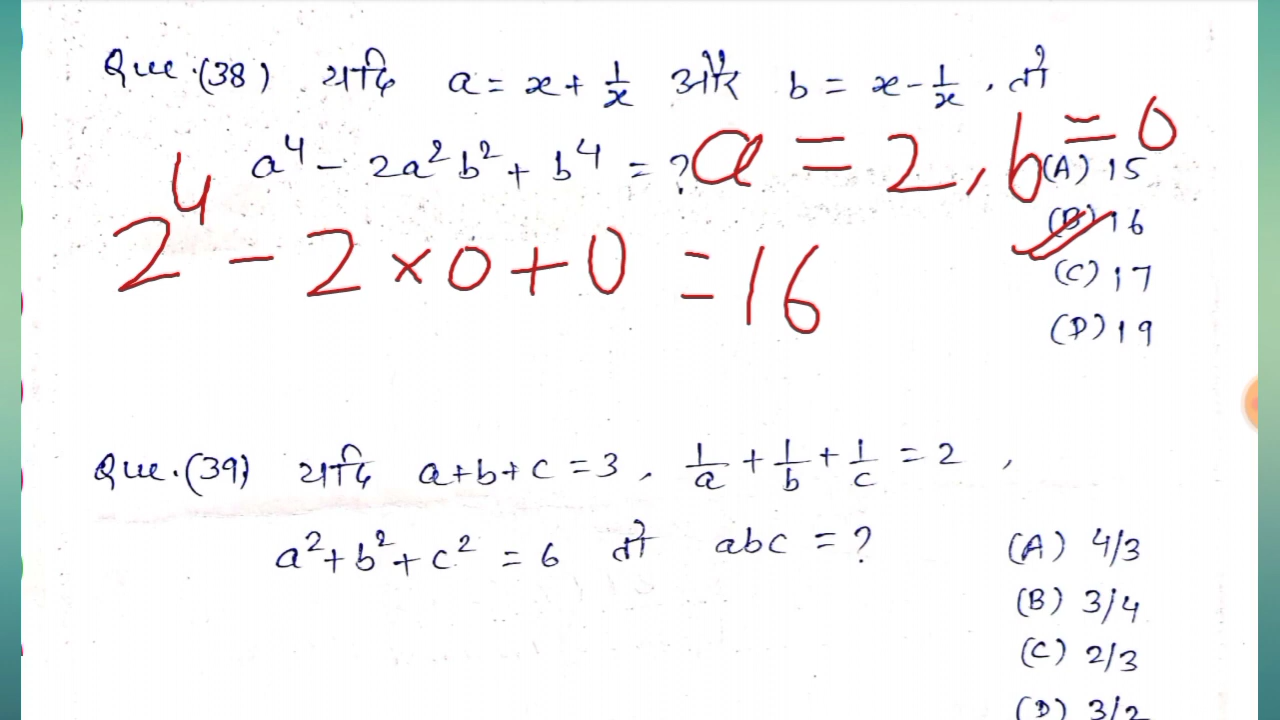 Que.(38) यदि a = x + 1/x और b = x - 1/x , तो
a⁴ - 2a²b² + b⁴ = ?
a = 2, b = 0
(A) 15
2⁴ - 2 × 0 + 0 = 16
(B) 16
(C) 17
(D) 19
Que.(39) यदि a+b+c = 3 , 1/a + 1/b + 1/c = 2 ,
a² + b² + c² = 6 तो abc = ?
(A) 4/3
(B) 3/4
(C) 2/3
(D) 3/2